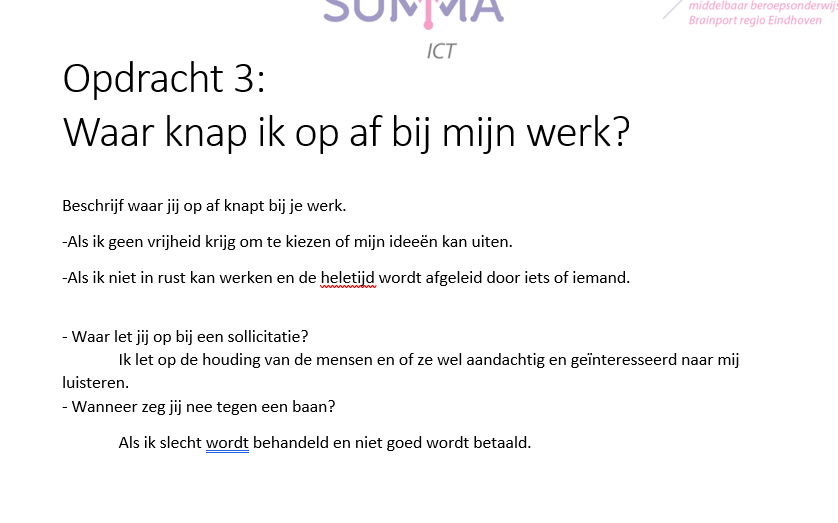 SUMMA
middelbaar beroepsonderwijs
Brainport regio Eindhoven
ICT
Opdracht 3:
Waar knap ik op af bij mijn werk?
Beschrijf waar jij op af knapt bij je werk.
-Als ik geen vrijheid krijg om te kiezen of mijn ideeën kan uiten.
-Als ik niet in rust kan werken en de heletijd wordt afgeleid door iets of iemand.
- Waar let jij op bij een sollicitatie?
Ik let op de houding van de mensen en of ze wel aandachtig en geïnteresseerd naar mij
luisteren.
- Wanneer zeg jij nee tegen een baan?
Als ik slecht wordt behandeld en niet goed wordt betaald.